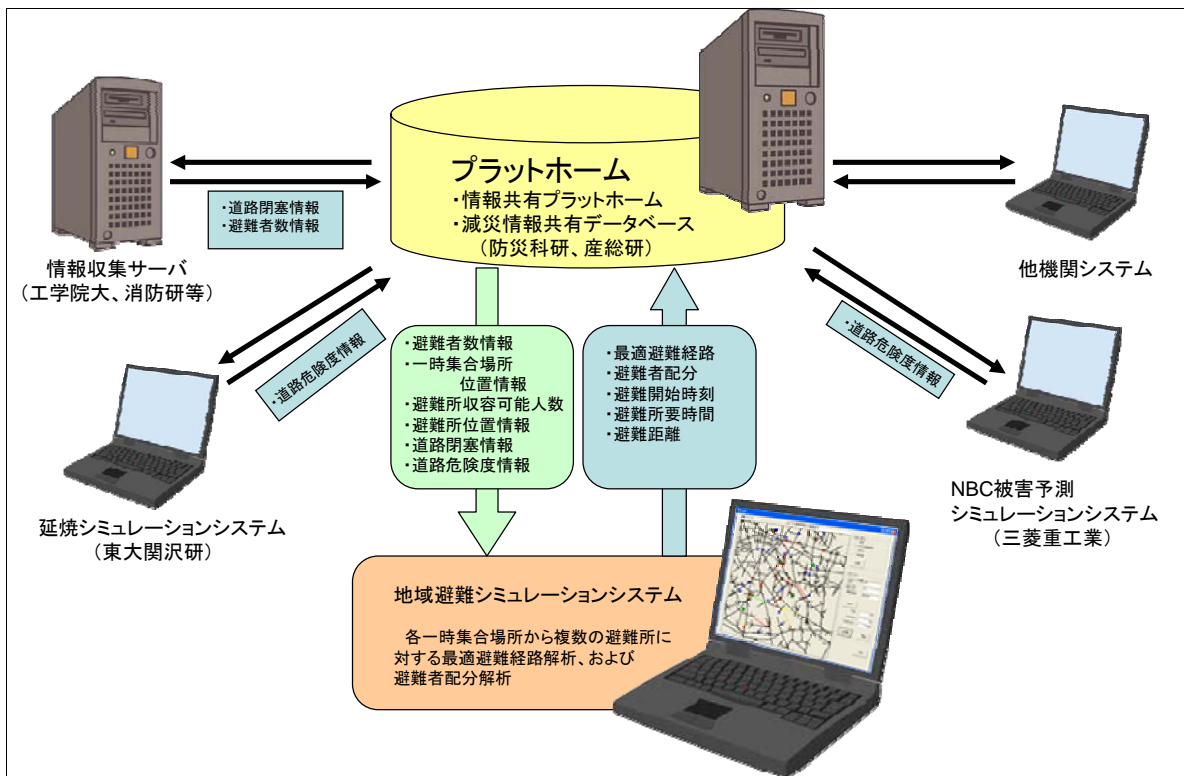 プラットホーム
・情報共有プラットホーム
・減災情報共有データベース
（防災科研、産総研）
・道路閉塞情報
・避難者数情報
情報収集サーバ
（工学院大、消防研等）
他機関システム
・道路危険度情報
・道路危険度情報
・避難者数情報
・一時集合場所
位置情報
・避難所収容可能人数
・避難所位置情報
・道路閉塞情報
・道路危険度情報
・最適避難経路
・避難者配分
・避難開始時刻
・避難所要時間
・避難距離
延焼シミュレーションシステム
（東大関沢研）
NBC被害予測
シミュレーションシステム
（三菱重工業）
地域避難シミュレーションシステム
各一時集合場所から複数の避難所に
対する最適避難経路解析、および
避難者配分解析